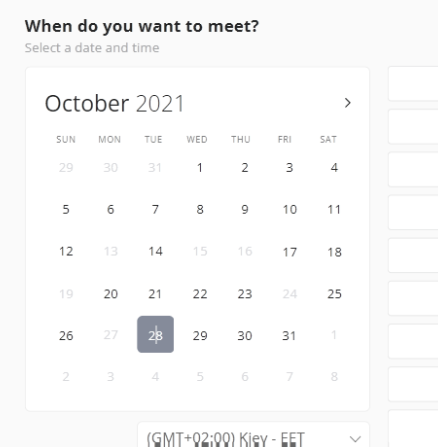 When do you want to meet?
Select a date and time
October 2021
SUN MON TUE WED THU FRI SAT
29 30 31 1 2 3 4
5 6 7 8 9 10 11
12 13 14 15 16 17 18
19 20 21 22 23 24 25
26 27 28 29 30 31 1
2 3 4 5 6 7 8
(GMT+02:00) Kiev - EET